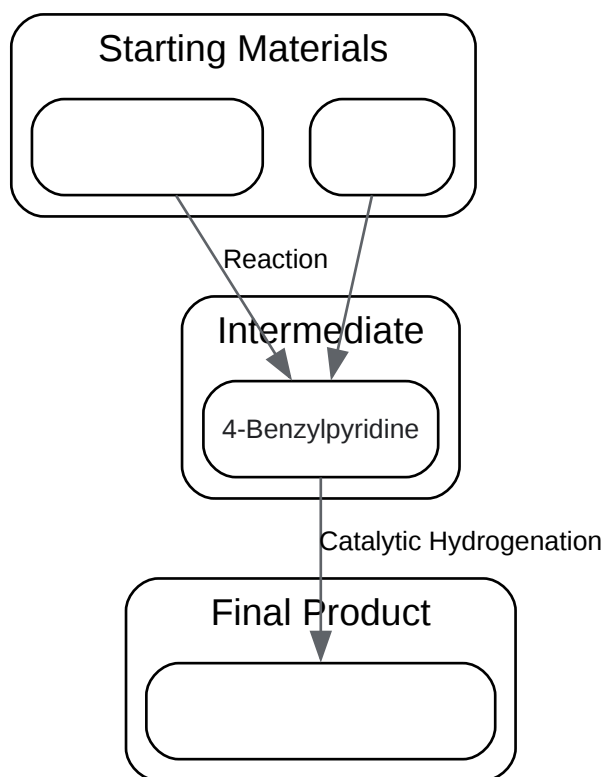 Starting Materials
Reaction
Intermediate
4-Benzylpyridine
Catalytic Hydrogenation
Final Product